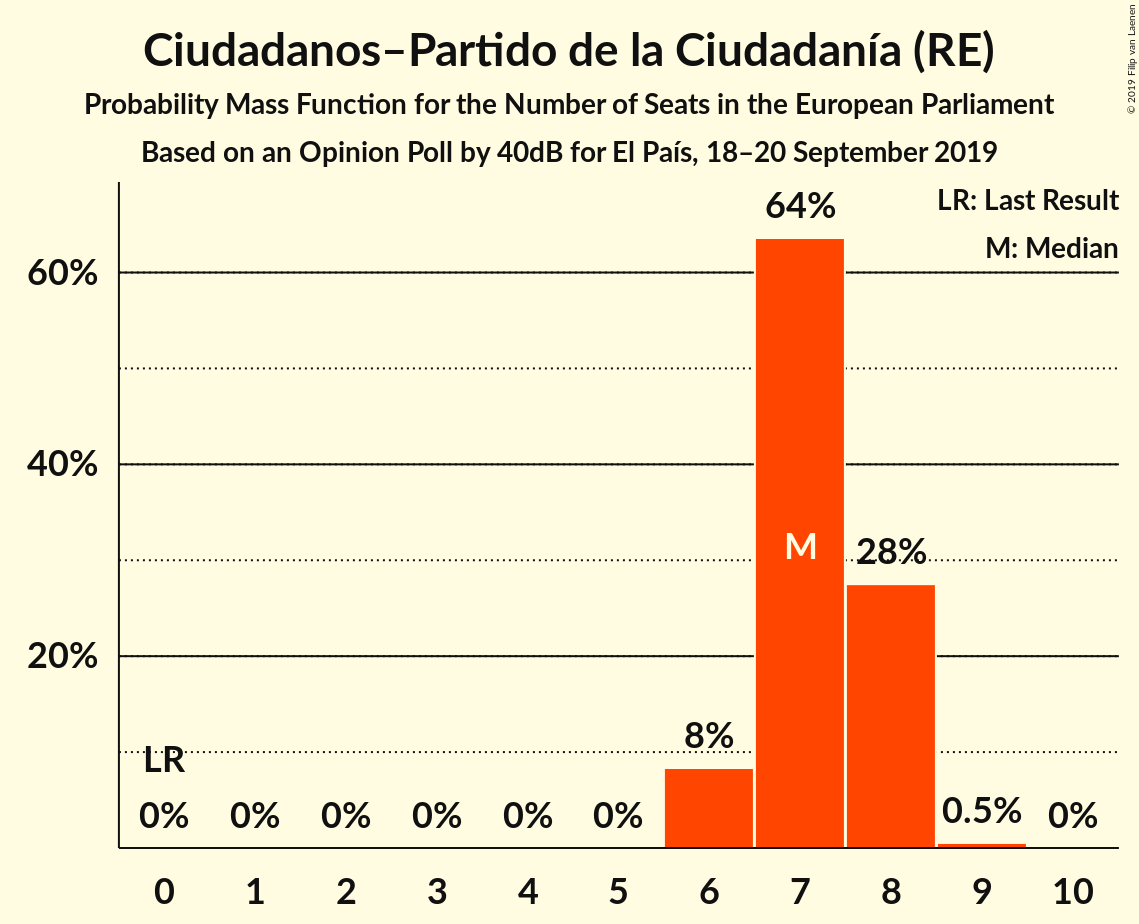 Ciudadanos–Partido de la Ciudadanía (RE)
Probability Mass Function for the Number of Seats in the European Parliament
Based on an Opinion Poll by 40dB for El País, 18–20 September 2019
© 2019 Filip van Laenen
LR: Last Result
M: Median
64%
60%
40%
M
28%
20%
8%
LR
0% 0% 0% 0% 0% 0% 0.5% 0%
0 1 2 3 4 5 6 7 8 9 10